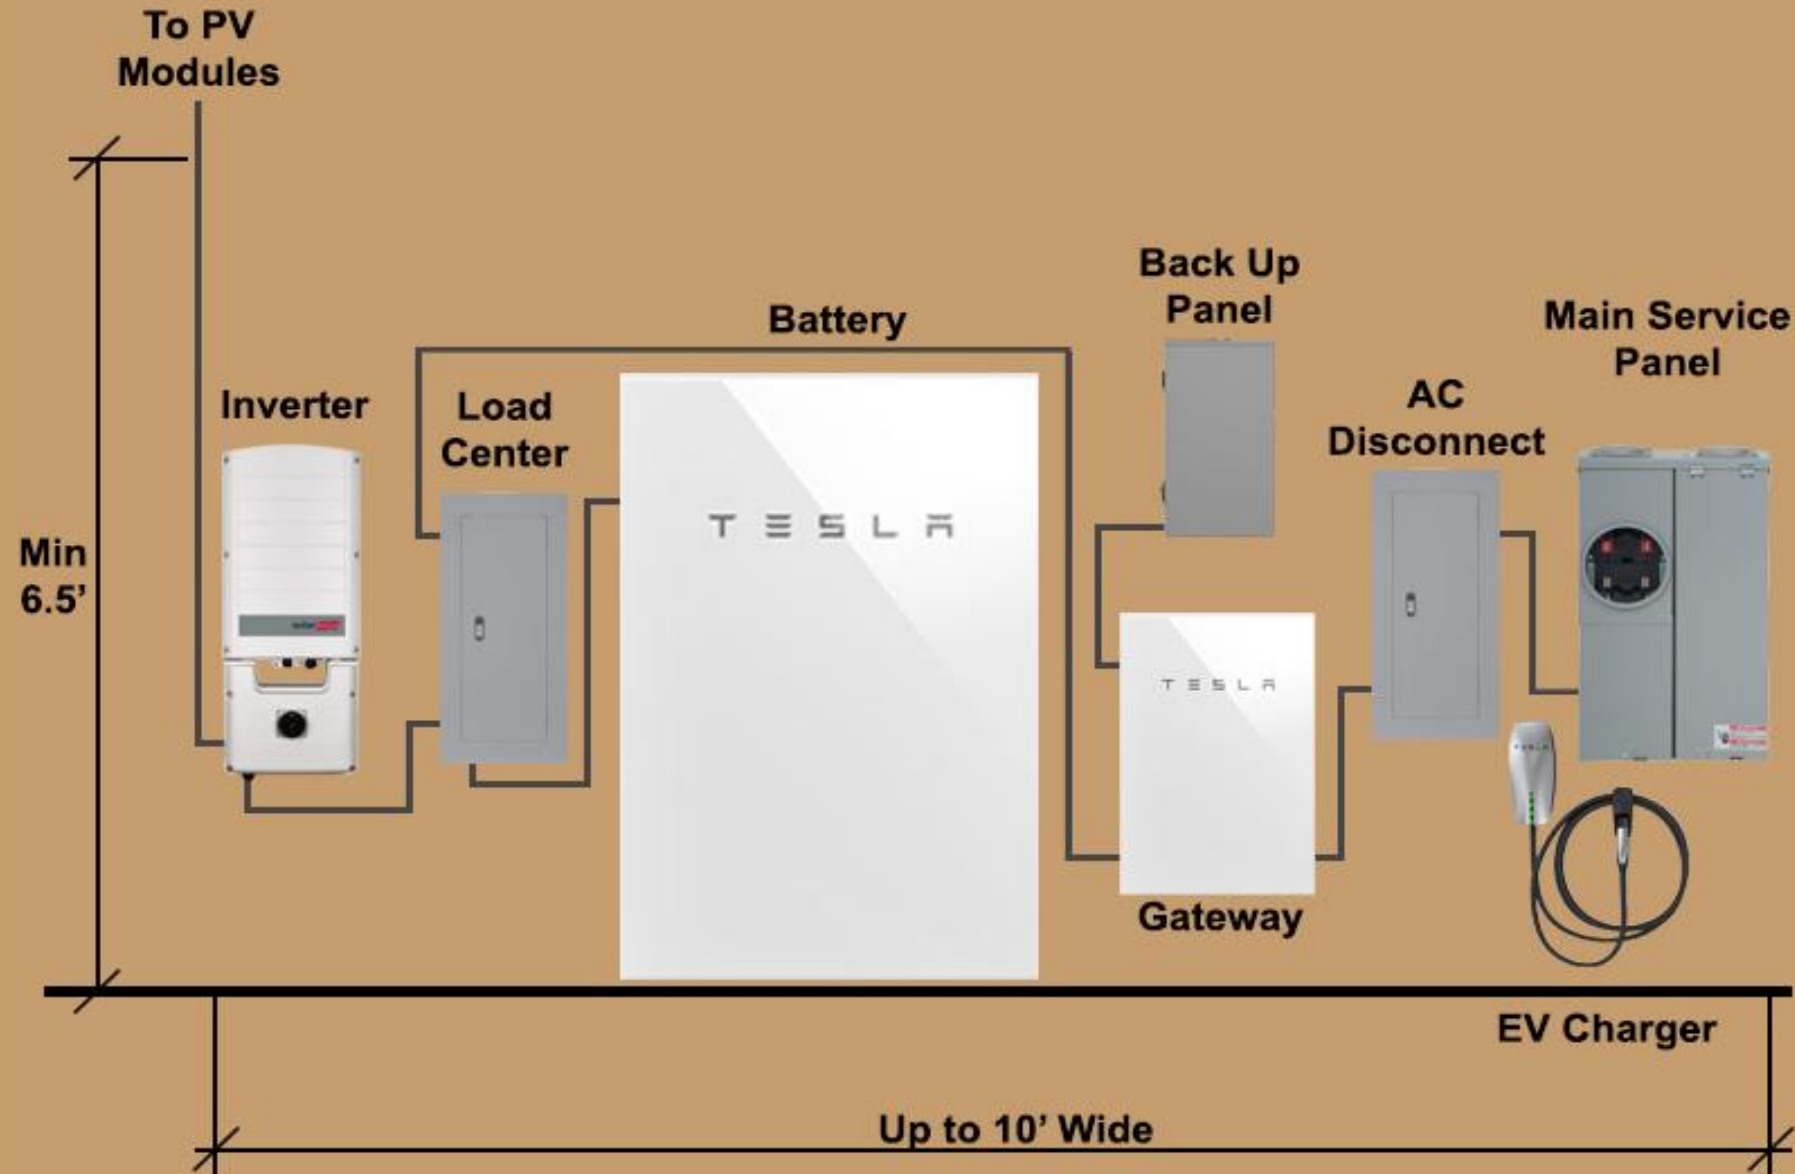 To PV
Modules
Back Up
Panel
Battery
Main Service
Panel
Inverter
Load
Center
AC
Disconnect
TESLA
Min
6.5’
TESLA
Gateway
EV Charger
Up to 10’ Wide